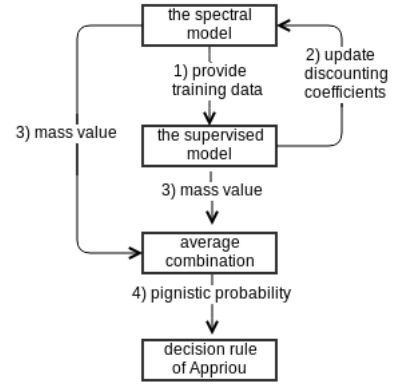 the spectral
model
1) provide
training data
2) update
discounting
coefficients
3) mass value
the supervised
model
3) mass value
average
combination
4) pignistic probability
decision rule
of Appriou